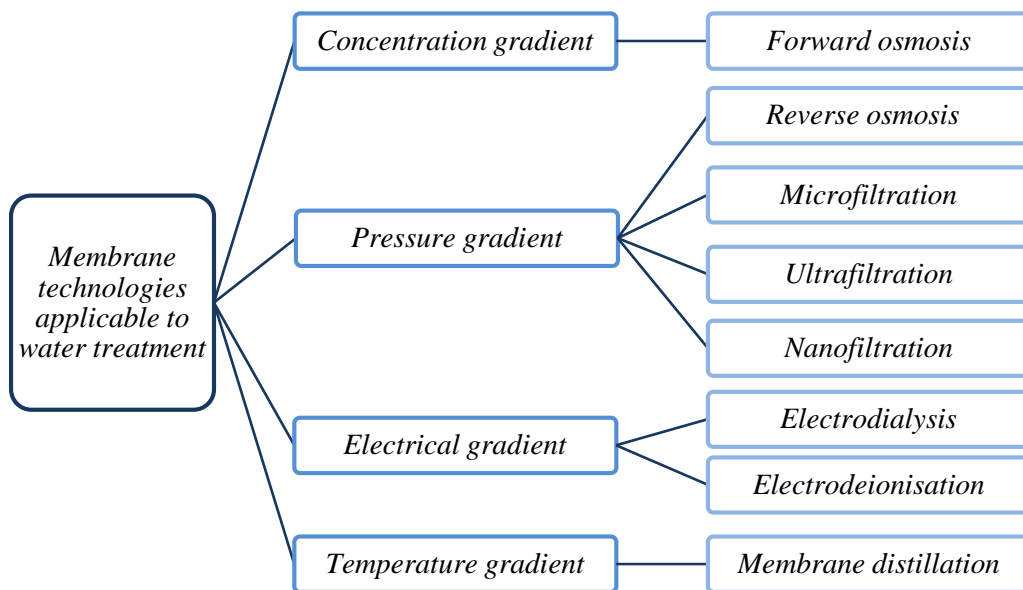 Membrane
technologies
applicable to
water treatment
Concentration gradient
Forward osmosis
Pressure gradient
Reverse osmosis
Microfiltration
Ultrafiltration
Nanofiltration
Electrical gradient
Electrodialysis
Electrodeionisation
Temperature gradient
Membrane distillation